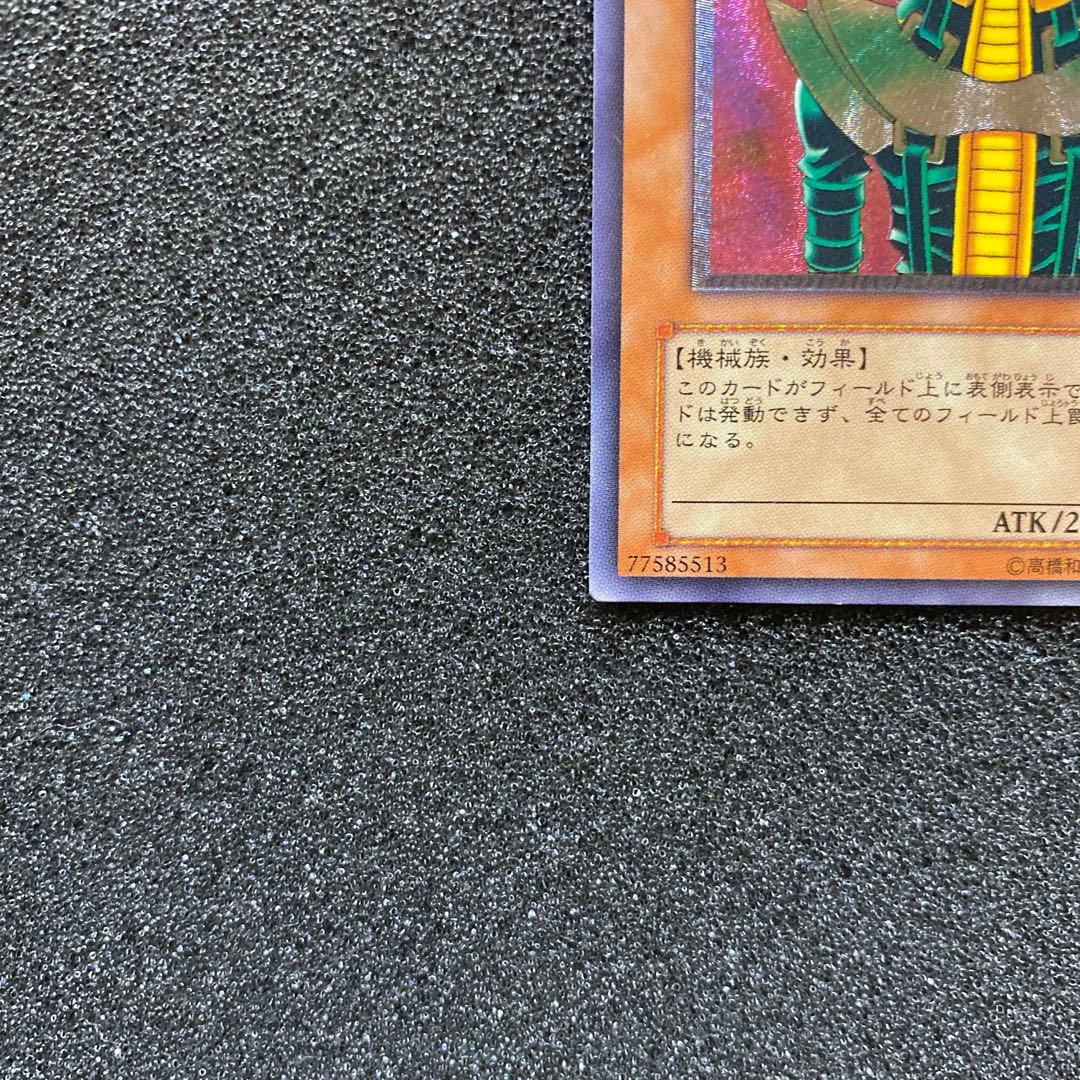 【機械族・効果】
このカードがフィールド上に表側表示で
ドは発動できず、全てのフィールド上罠
になる。
ATK/2
77585513 ©高橋和